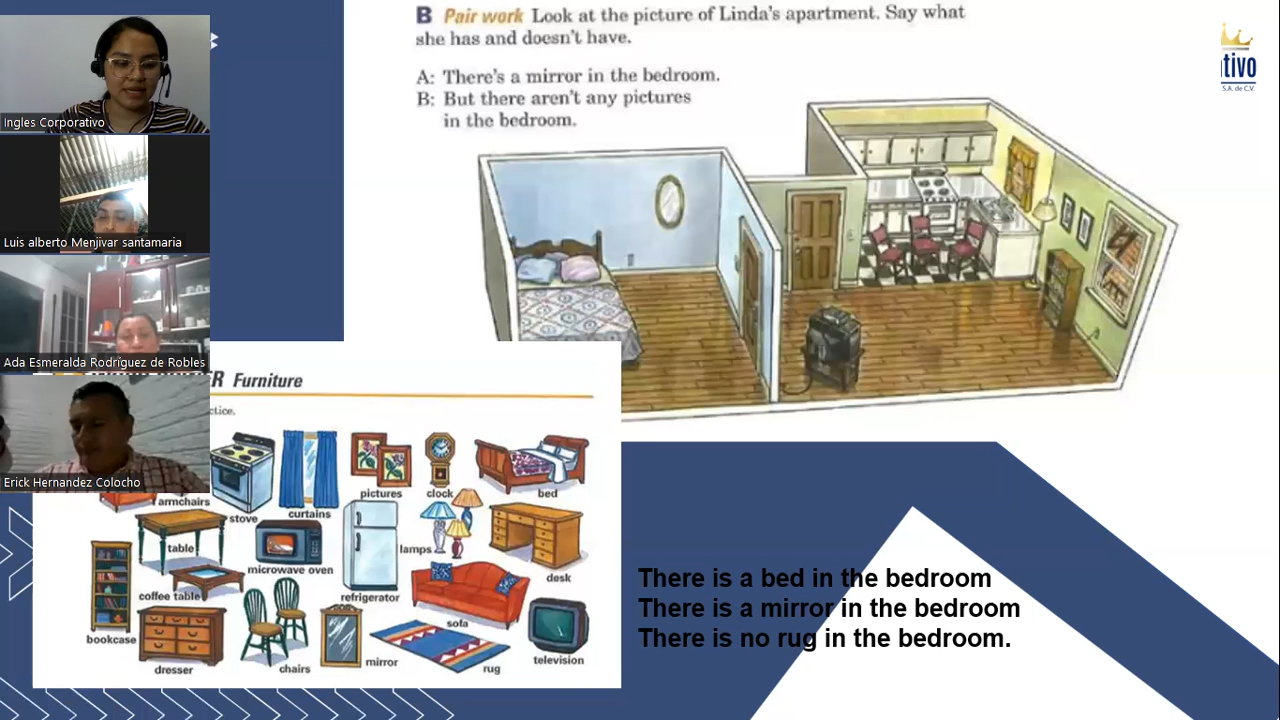 Ingles Corporativo
Luis alberto Menjivar santamaria
Ada Esmeralda Rodríguez de Robles
Erick Hernandez Colocho
B Pair work Look at the picture of Linda's apartment. Say what
she has and doesn't have.
A: There's a mirror in the bedroom.
B: But there aren't any pictures
in the bedroom.
tivo
S.A. de C.V.
Furniture
armchairs
stove
curtains
pictures
clock
bed
table
microwave oven
lamps
desk
coffee table
refrigerator
sofa
bookcase
dresser
chairs
mirror
rug
television
There is a bed in the bedroom
There is a mirror in the bedroom
There is no rug in the bedroom.